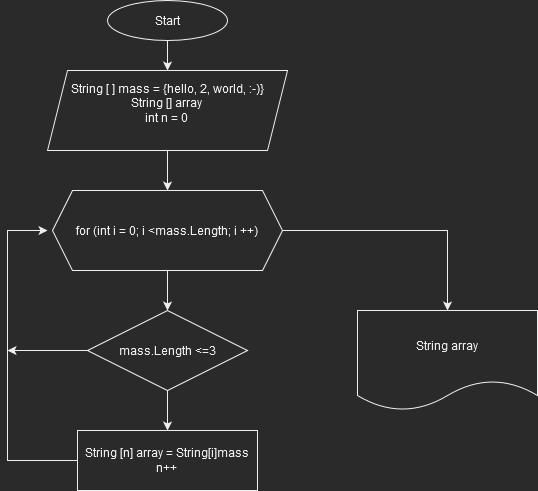 Start
String [ ] mass = {hello, 2, world, :-)}
String [] array
int n = 0
for (int i = 0; i <mass.Length; i ++)
mass.Length <=3
String array
String [n] array = String[i]mass
n++